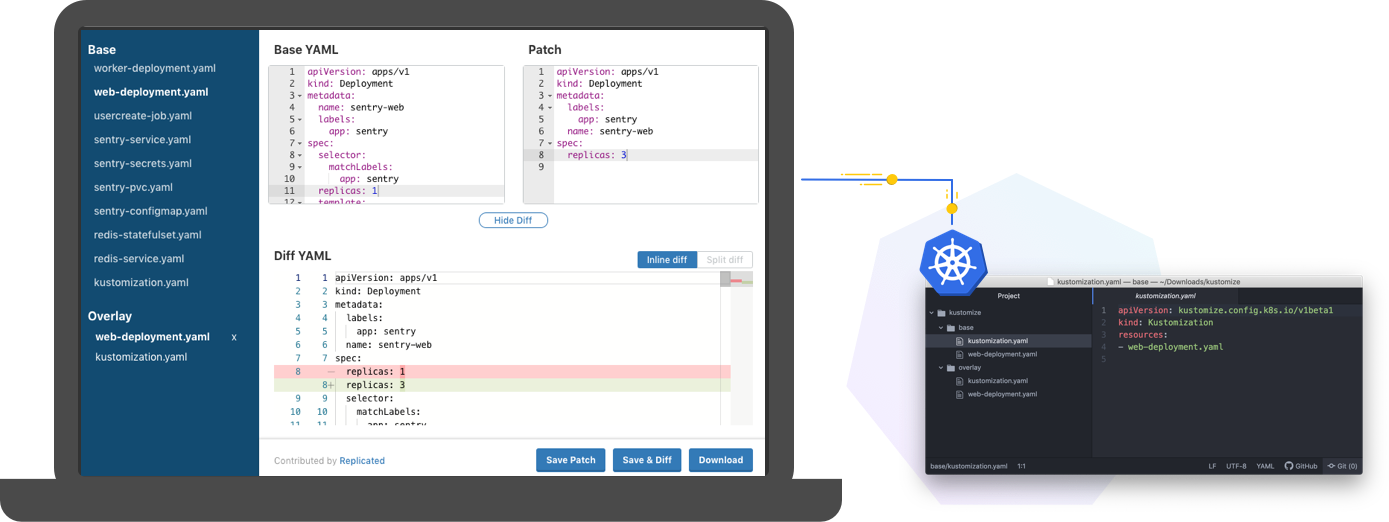 Base
worker-deployment.yaml
web-deployment.yaml
usercreate-job.yaml
sentry-service.yaml
sentry-secrets.yaml
sentry-pvc.yaml
sentry-configmap.yaml
redis-statefulset.yaml
redis-service.yaml
kustomization.yaml
Overlay
web-deployment.yaml x
kustomization.yaml
Base YAML
1 apiVersion: apps/v1
2 kind: Deployment
3 metadata:
4 name: sentry-web
5 labels:
6 app: sentry
7 spec:
8 selector:
9 matchLabels:
10 app: sentry
11 replicas: 1
12 template:
Patch
1 apiVersion: apps/v1
2 kind: Deployment
3 metadata:
4 labels:
5 app: sentry
6 name: sentry-web
7 spec:
8 replicas: 3
9
Hide Diff
Diff YAML
Inline diff Split diff
1 1 apiVersion: apps/v1
2 2 kind: Deployment
3 3 metadata:
4 4 labels:
5 5 app: sentry
6 6 name: sentry-web
7 7 spec:
8 - replicas: 1
8+ replicas: 3
9 9 selector:
10 10 matchLabels:
11 11 app: sentry
Contributed by Replicated
Save Patch Save & Diff Download
kustomization.yaml — base — ~/Downloads/kustomize
Project
kustomize
base
kustomization.yaml
web-deployment.yaml
overlay
kustomization.yaml
web-deployment.yaml
kustomization.yaml
1 apiVersion: kustomize.config.k8s.io/v1beta1
2 kind: Kustomization
3 resources:
4 - web-deployment.yaml
5
base/kustomization.yaml 1:1 LF UTF-8 YAML GitHub Git (0)